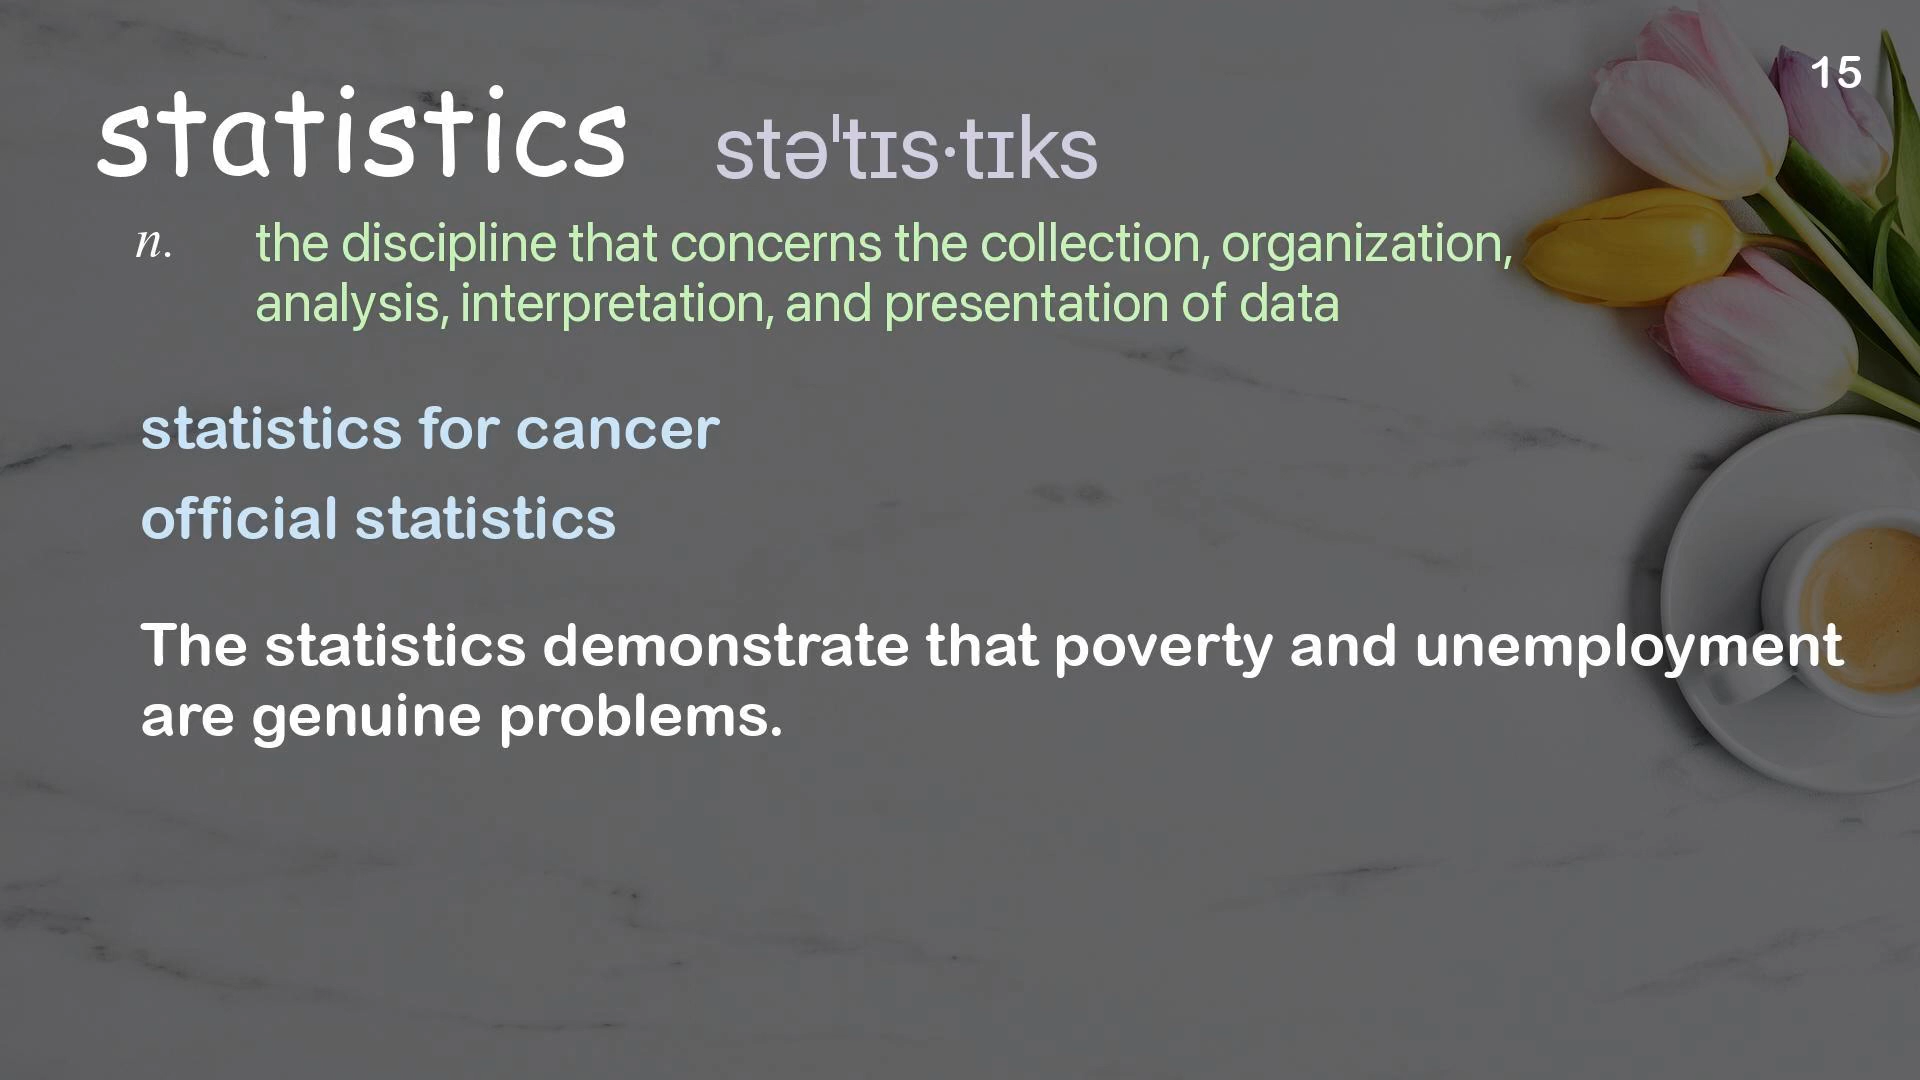 15
statistics stəˈtɪs·tɪks
n. the discipline that concerns the collection, organization,
analysis, interpretation, and presentation of data
statistics for cancer
official statistics
The statistics demonstrate that poverty and unemployment
are genuine problems.